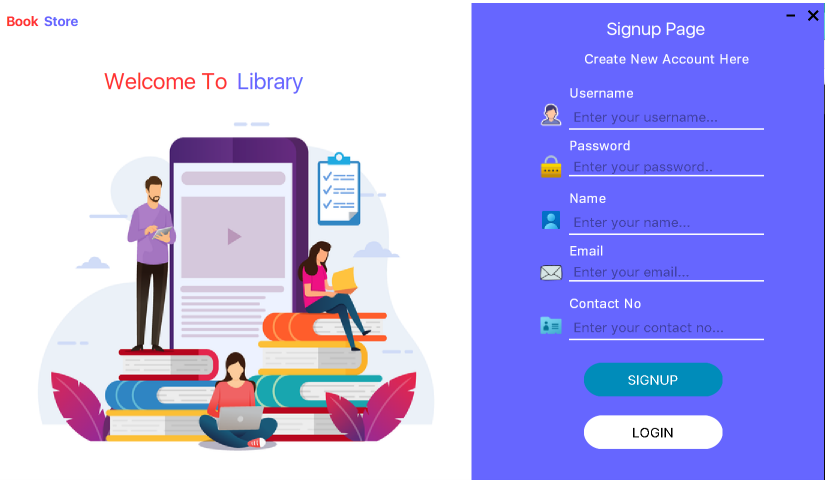 Book Store
Welcome To Library
Signup Page
Create New Account Here
Username
Enter your username...
Password
Enter your password..
Name
Enter your name...
Email
Enter your email...
Contact No
Enter your contact no...
SIGNUP
LOGIN